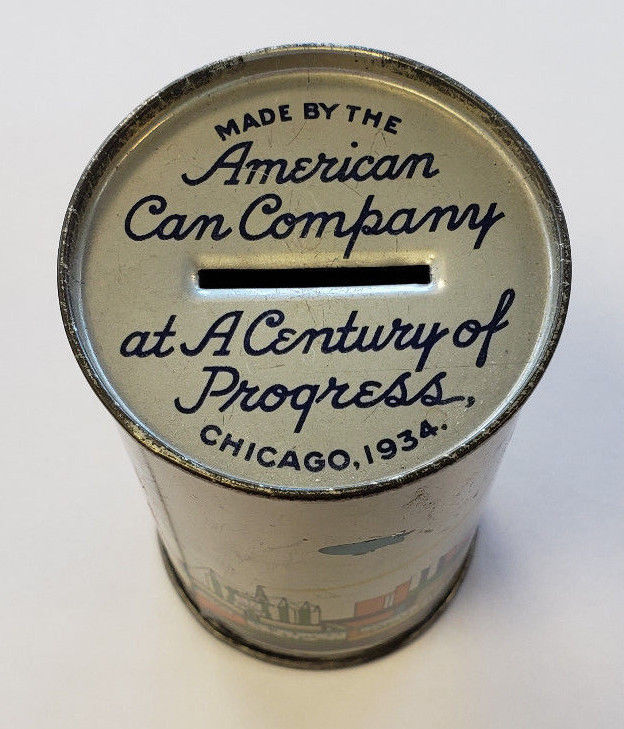 MADE BY THE
American
Can Company
at A Century of
Progress,
CHICAGO, 1934.